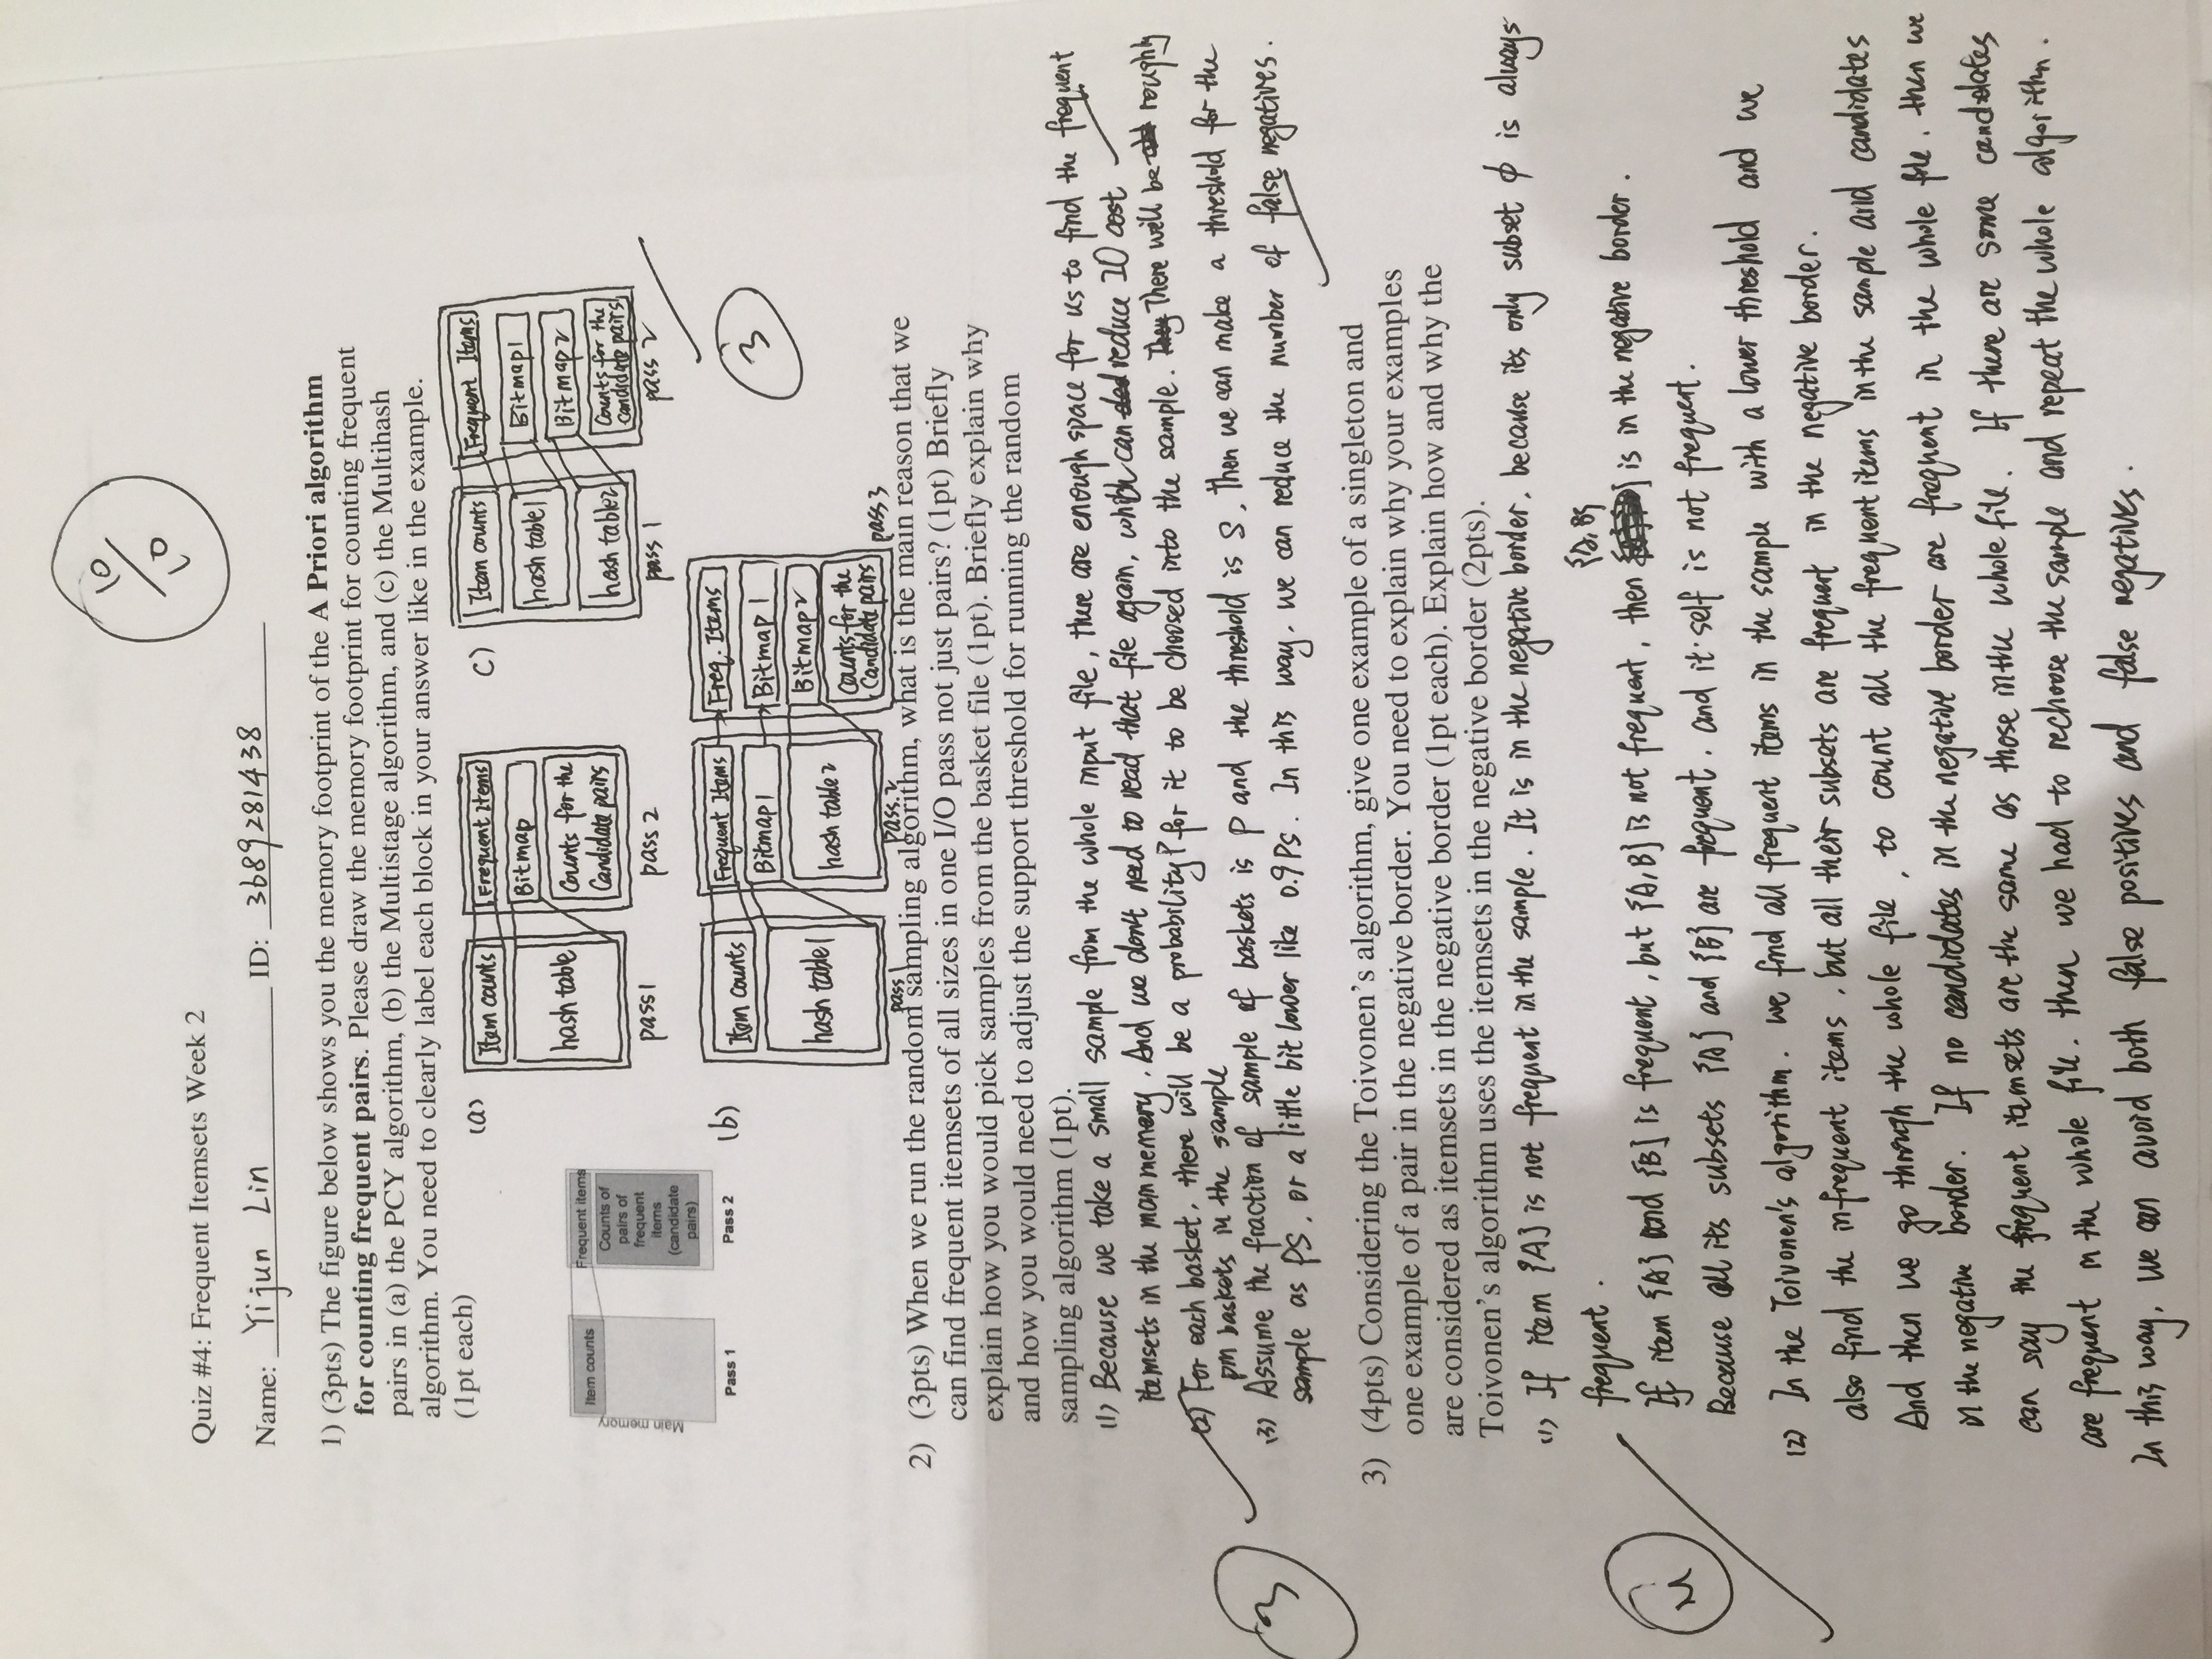 10/10
Quiz #4: Frequent Itemsets Week 2
Name: Yijun Lin ID: 3689281438
1) (3pts) The figure below shows you the memory footprint of the A Priori algorithm
for counting frequent pairs. Please draw the memory footprint for counting frequent
pairs in (a) the PCY algorithm, (b) the Multistage algorithm, and (c) the Multihash
algorithm. You need to clearly label each block in your answer like in the example.
(1pt each)
Main memory
Item counts
Pass 1
Frequent items
Counts of
pairs of
frequent
items
(candidate
pairs)
Pass 2
(a)
Item counts
hash table
pass1
Frequent Items
Bitmap
Counts for the
Candidate pairs
pass 2
c)
Item counts
hash table1
hash table2
pass 1
Frequent Items
Bitmap1
Bitmap2
Counts for the
candidate pairs
pass 2
3
(b)
Item counts
hash table1
pass1
Frequent Items
Bitmap1
hash table2
pass.2
Freq. Items
Bitmap1
Bitmap2
Counts for the
Candidate pairs
pass3
2) (3pts) When we run the random sampling algorithm, what is the main reason that we
can find frequent itemsets of all sizes in one I/O pass not just pairs? (1pt) Briefly
explain how you would pick samples from the basket file (1pt). Briefly explain why
and how you would need to adjust the support threshold for running the random
sampling algorithm (1pt).
(1) Because we take a small sample from the whole input file, there are enough space for us to find the frequent
itemsets in the main memery. And we don't need to read that file again, which can reduce IO cost
(2) For each basket, there will be a probability P for it to be choosed into the sample. There will be roughly
pm baskets in the sample
(3) Assume the fraction of sample of baskets is P and the threshold is S, Then we can make a threshold for the
sample as PS, or a little bit lower like 0.9PS. In this way, we can reduce the number of false negatives.
3
3) (4pts) Considering the Toivonen's algorithm, give one example of a singleton and
one example of a pair in the negative border. You need to explain why your examples
are considered as itemsets in the negative border (1pt each). Explain how and why the
Toivonen's algorithm uses the itemsets in the negative border (2pts).
(1) If item {A} is not frequent in the sample. It is in the negative border, because its only subset ϕ is always
frequent.
If item {A} and {B} is frequent, but {A,B} is not frequent, then {A,B} is in the negative border.
Because all its subsets {A} and {B} are frequent. and it self is not frequent.
4
(2) In the Toivonen's algorithm. we find all frequent items in the sample with a lower threshold and we
also find the infrequent items, but all their subsets are frequent in the negative border.
And then we go through the whole file, to count all the frequent items in the sample and candidates
in the negative border. If no candidates in the negative border are frequent in the whole file, then we
can say the frequent itemsets are the same as those in the whole file. If there are some candidates
are frequent in the whole file. then we had to rechoose the sample and repeat the whole algorithm.
In this way, we can avoid both false positives and false negatives.